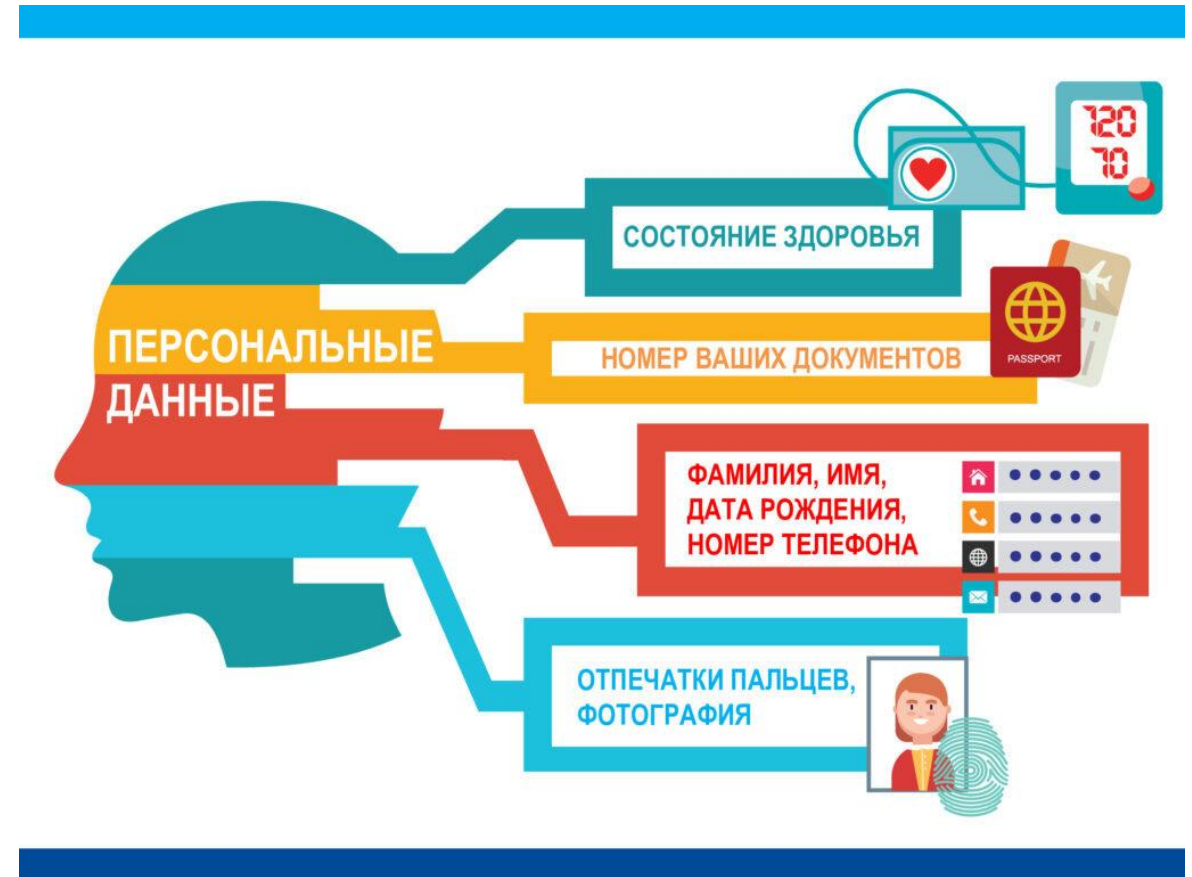 120
70
СОСТОЯНИЕ ЗДОРОВЬЯ
ПЕРСОНАЛЬНЫЕ
ДАННЫЕ
НОМЕР ВАШИХ ДОКУМЕНТОВ
PASSPORT
ФАМИЛИЯ, ИМЯ,
ДАТА РОЖДЕНИЯ,
НОМЕР ТЕЛЕФОНА
ОТПЕЧАТКИ ПАЛЬЦЕВ,
ФОТОГРАФИЯ